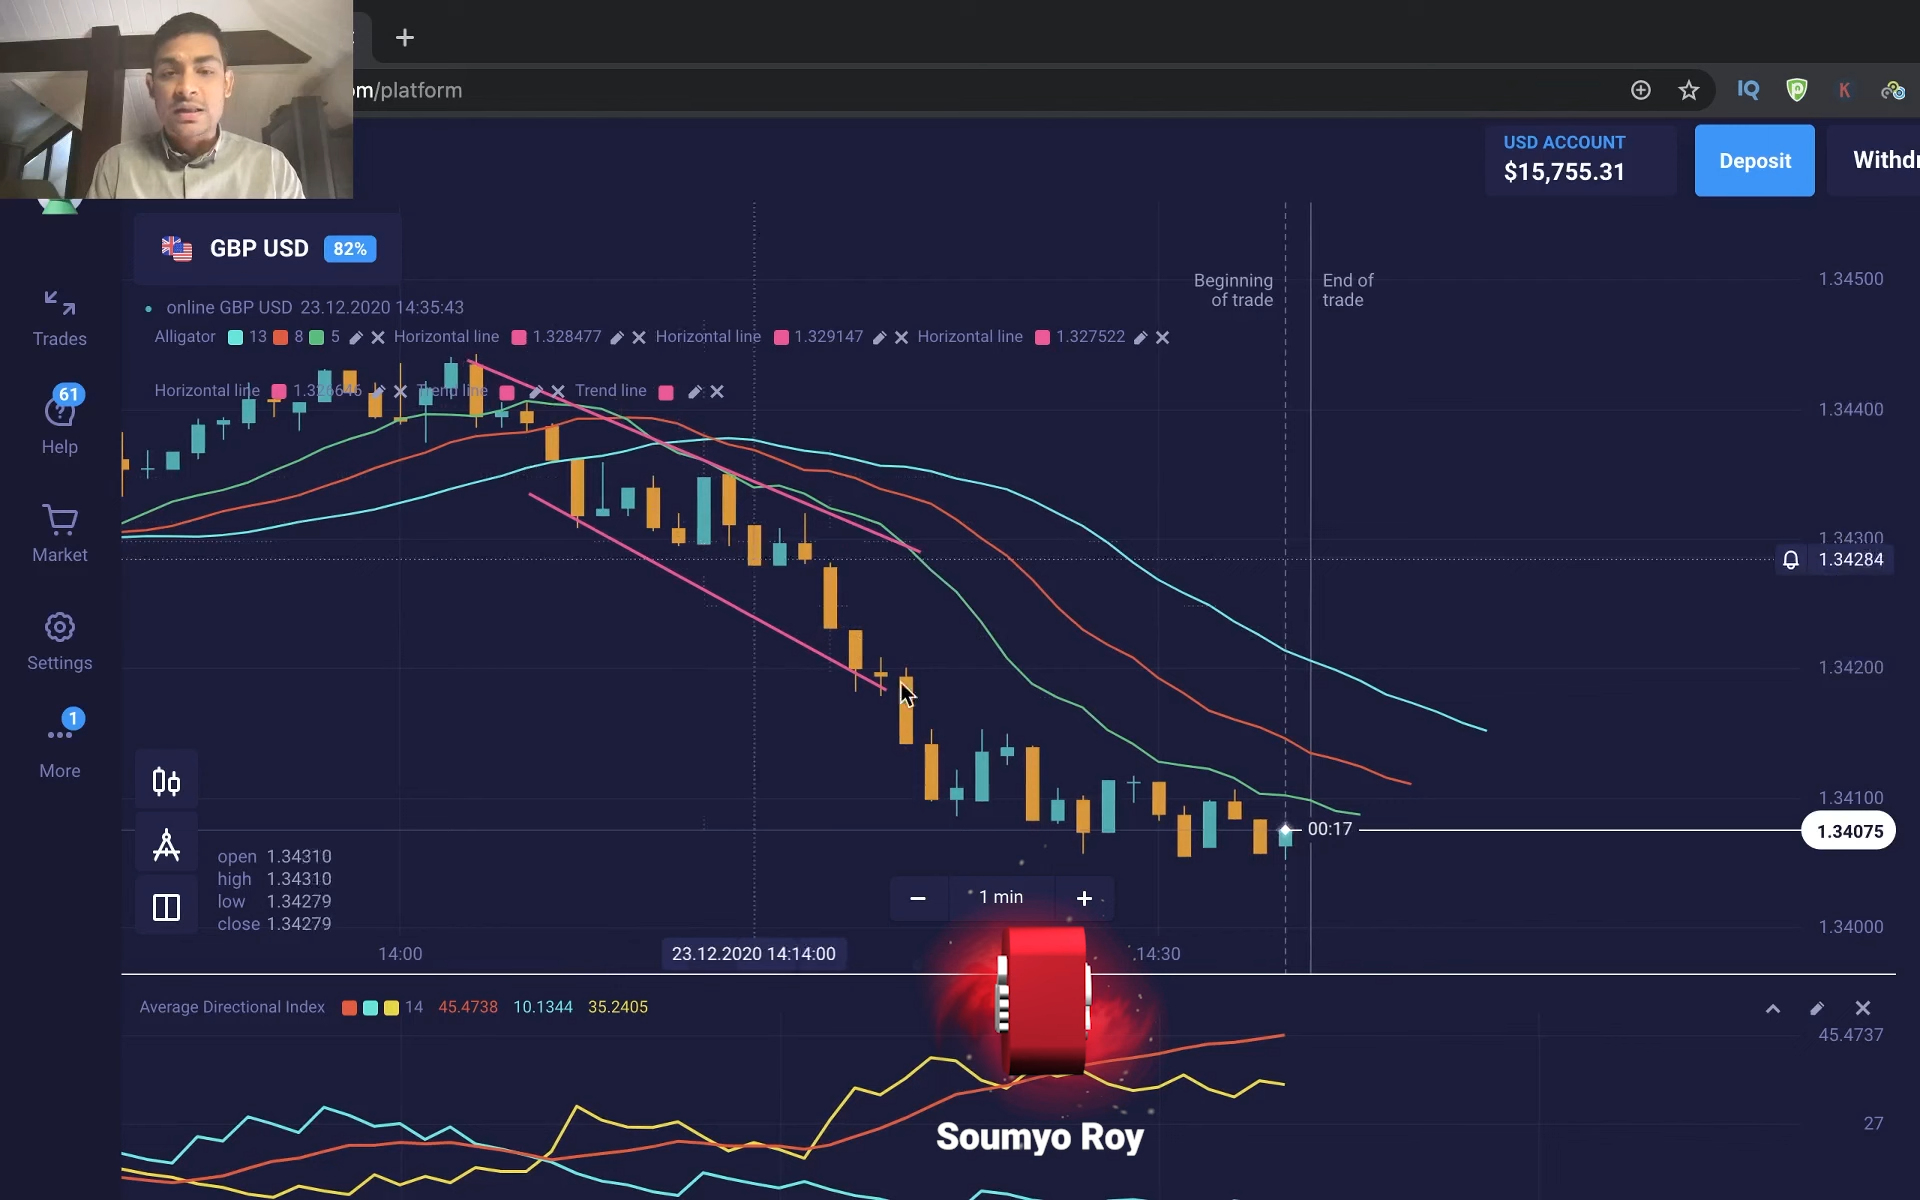 om/platform
IQ
K
USD ACCOUNT
$15,755.31
Deposit
Withdr
GBP USD 82%
Beginning of trade
End of trade
1.34500
online GBP USD 23.12.2020 14:35:43
Alligator 13 8 5 Horizontal line 1.328477 Horizontal line 1.329147 Horizontal line 1.327522
Horizontal line 1.326646 Trend line Trend line
Trades
61
Help
Market
Settings
1
More
1.34400
1.34300
1.34284
1.34200
1.34100
00:17
1.34075
1.34000
open 1.34310
high 1.34310
low 1.34279
close 1.34279
− 1 min +
14:00
23.12.2020 14:14:00
14:30
Average Directional Index 14 45.4738 10.1344 35.2405
45.4737
27
Soumyo Roy